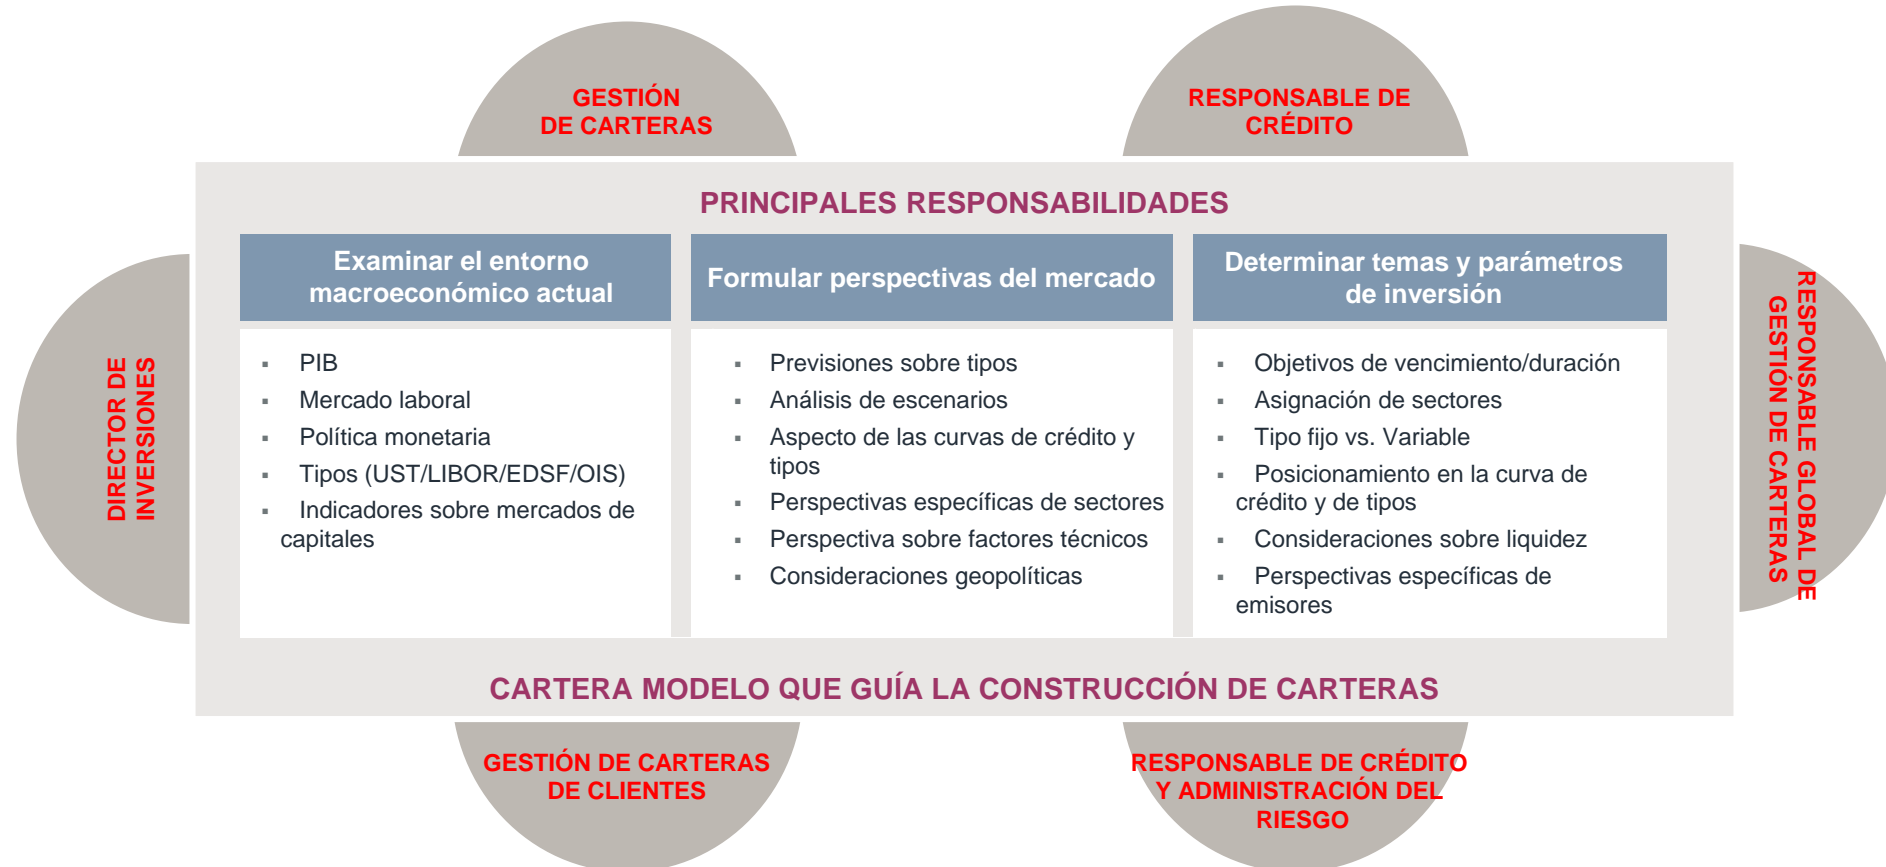 GESTIÓN
DE CARTERAS
RESPONSABLE DE
CRÉDITO
PRINCIPALES RESPONSABILIDADES
Examinar el entorno
macroeconómico actual
▪ PIB
▪ Mercado laboral
▪ Política monetaria
▪ Tipos (UST/LIBOR/EDSF/OIS)
▪ Indicadores sobre mercados de
capitales
Formular perspectivas del mercado
▪ Previsiones sobre tipos
▪ Análisis de escenarios
▪ Aspecto de las curvas de crédito y
tipos
▪ Perspectivas específicas de sectores
▪ Perspectiva sobre factores técnicos
▪ Consideraciones geopolíticas
Determinar temas y parámetros
de inversión
▪ Objetivos de vencimiento/duración
▪ Asignación de sectores
▪ Tipo fijo vs. Variable
▪ Posicionamiento en la curva de
crédito y de tipos
▪ Consideraciones sobre liquidez
▪ Perspectivas específicas de
emisores
DIRECTOR DE
INVERSIONES
RESPONSABLE GLOBAL DE
GESTIÓN DE CARTERAS
CARTERA MODELO QUE GUÍA LA CONSTRUCCIÓN DE CARTERAS
GESTIÓN DE CARTERAS
DE CLIENTES
RESPONSABLE DE CRÉDITO
Y ADMINISTRACIÓN DEL
RIESGO